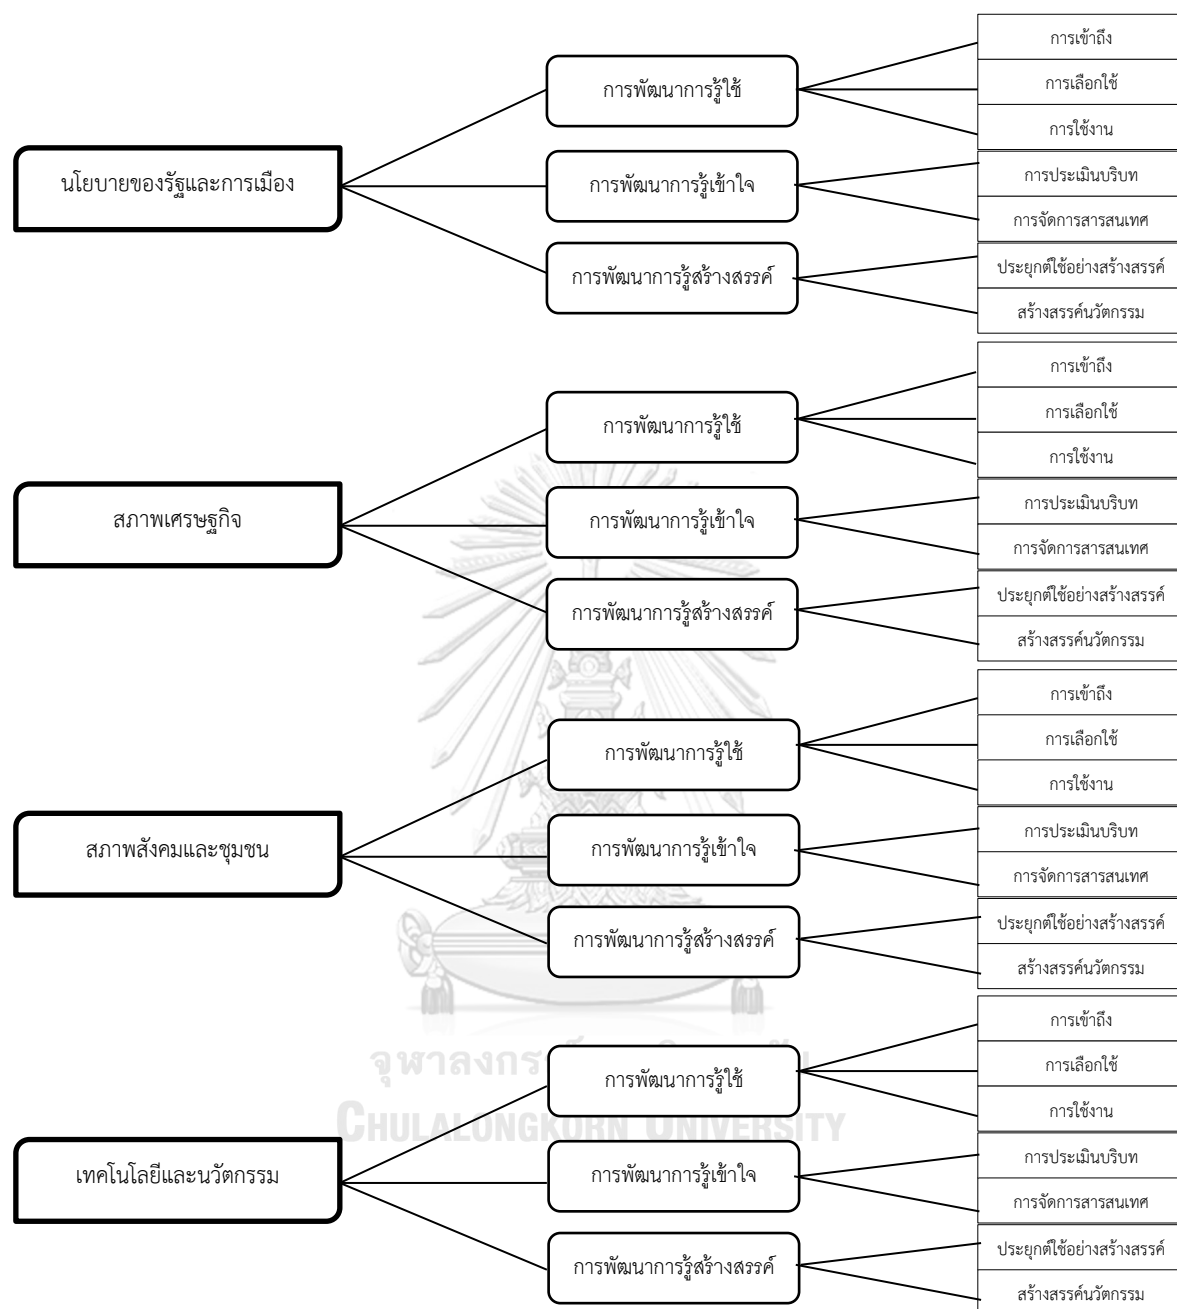 นโยบายของรัฐและการเมือง
การพัฒนาการรู้ใช้
การเข้าถึง
การเลือกใช้
การใช้งาน
การพัฒนาการรู้เข้าใจ
การประเมินบริบท
การจัดการสารสนเทศ
การพัฒนาการรู้สร้างสรรค์
ประยุกต์ใช้อย่างสร้างสรรค์
สร้างสรรค์นวัตกรรม
สภาพเศรษฐกิจ
การพัฒนาการรู้ใช้
การเข้าถึง
การเลือกใช้
การใช้งาน
การพัฒนาการรู้เข้าใจ
การประเมินบริบท
การจัดการสารสนเทศ
การพัฒนาการรู้สร้างสรรค์
ประยุกต์ใช้อย่างสร้างสรรค์
สร้างสรรค์นวัตกรรม
สภาพสังคมและชุมชน
การพัฒนาการรู้ใช้
การเข้าถึง
การเลือกใช้
การใช้งาน
การพัฒนาการรู้เข้าใจ
การประเมินบริบท
การจัดการสารสนเทศ
การพัฒนาการรู้สร้างสรรค์
ประยุกต์ใช้อย่างสร้างสรรค์
สร้างสรรค์นวัตกรรม
เทคโนโลยีและนวัตกรรม
การพัฒนาการรู้ใช้
การเข้าถึง
การเลือกใช้
การใช้งาน
การพัฒนาการรู้เข้าใจ
การประเมินบริบท
การจัดการสารสนเทศ
การพัฒนาการรู้สร้างสรรค์
ประยุกต์ใช้อย่างสร้างสรรค์
สร้างสรรค์นวัตกรรม
CHULALONGKORN UNIVERSITY